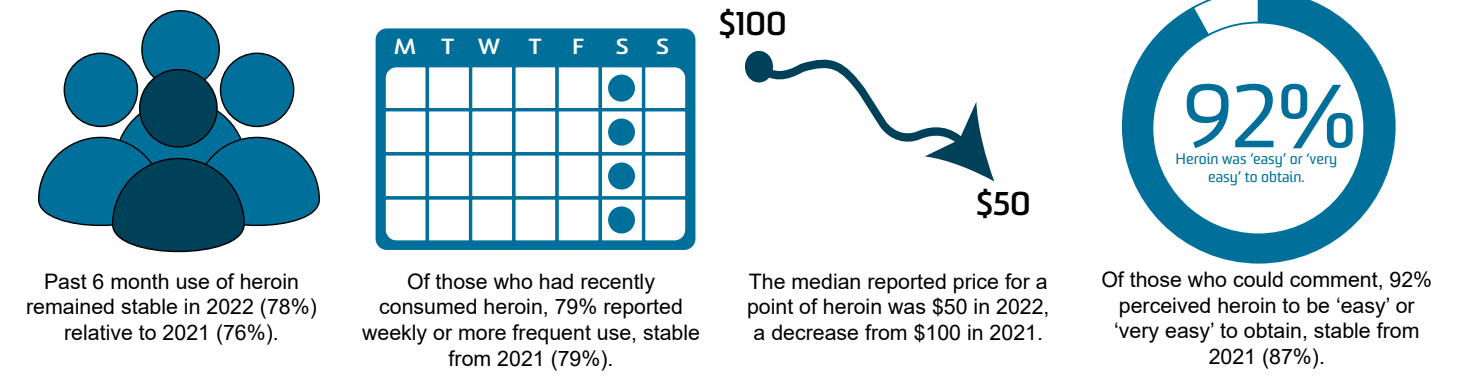 M T W T F S S
Past 6 month use of heroin
remained stable in 2022 (78%)
relative to 2021 (76%).
Of those who had recently
consumed heroin, 79% reported
weekly or more frequent use, stable
from 2021 (79%).
$100
$50
The median reported price for a
point of heroin was $50 in 2022,
a decrease from $100 in 2021.
92%
Heroin was 'easy' or 'very
easy' to obtain.
Of those who could comment, 92%
perceived heroin to be ‘easy’ or
‘very easy’ to obtain, stable from
2021 (87%).